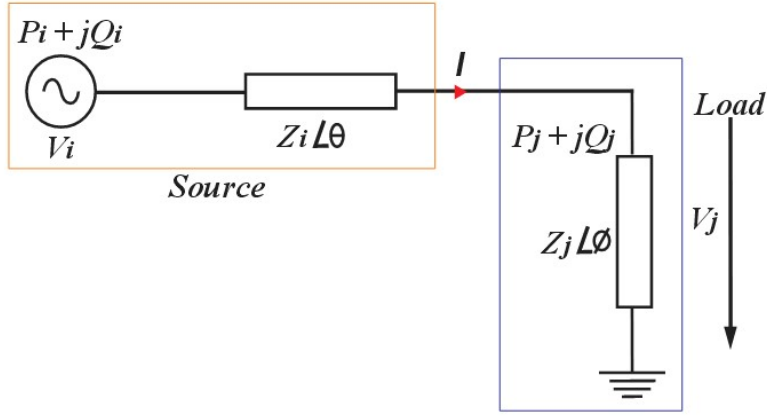 Pi + jQi
Vi
Zi∠θ
Source
I
Pj + jQj
Zj∠ø
Load
Vj